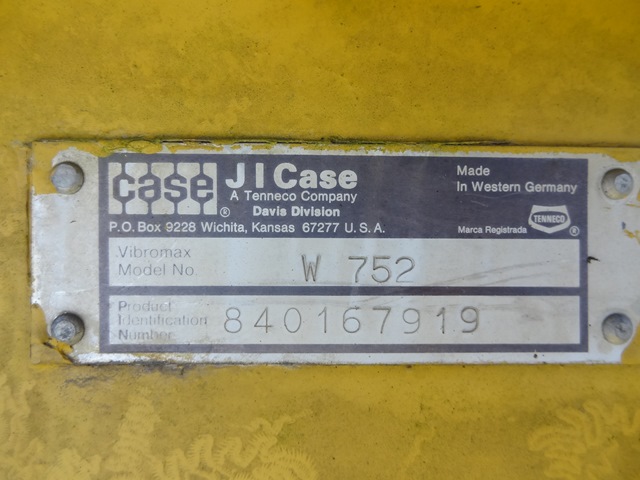 case ®
J I Case
A Tenneco Company
Davis Division
P.O. Box 9228 Wichita, Kansas 67277 U.S.A.
Made
In Western Germany
TENNECO
Marca Registrada ®
Vibromax
Model No
W 752
Product
Identification
Number
840167919